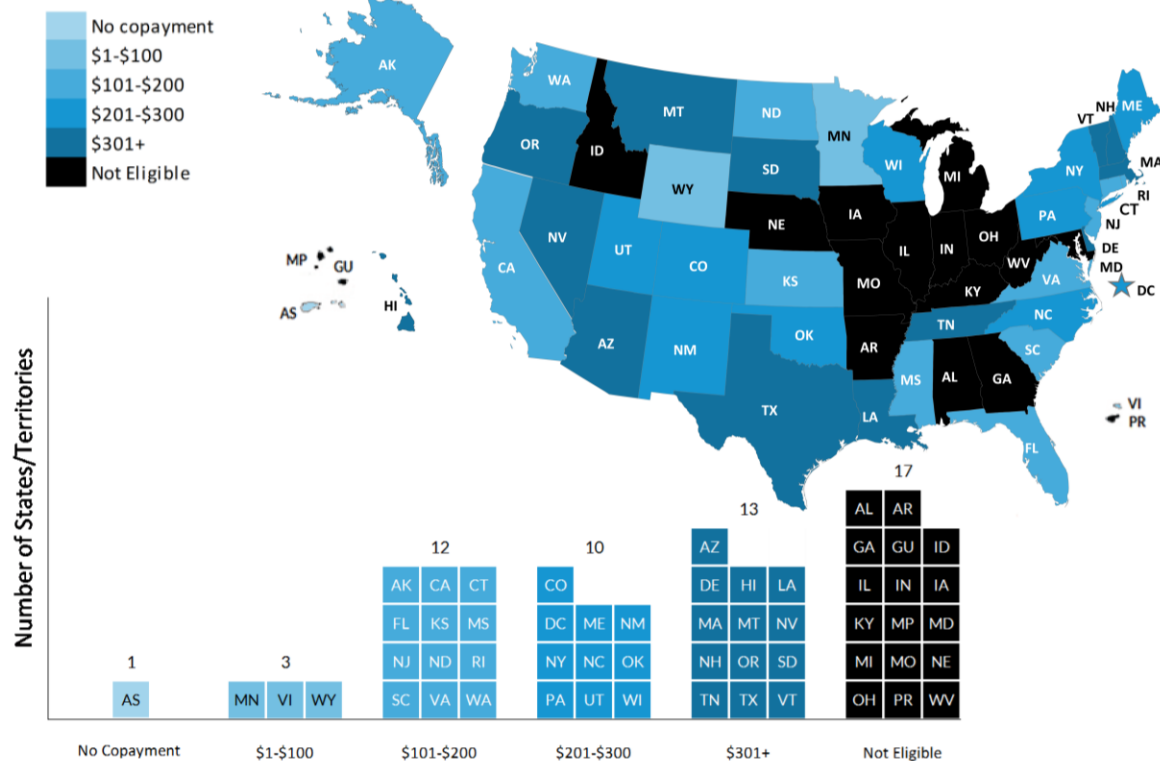 No copayment
$1-$100
$101-$200
$201-$300
$301+
Not Eligible
AK
WA
MT
ND
MN
OR
ID
WY
SD
WI
MI
NH
ME
VT
MA
NY
RI
CT
PA
NJ
DE
MD
DC
NE
IA
IL
IN
OH
WV
VA
KY
NV
UT
CO
KS
MO
CA
AZ
NM
OK
AR
TN
NC
SC
MS
AL
GA
TX
LA
FL
MP
GU
AS
HI
VI
PR
Number of States/Territories
1
AS
3
MN VI WY
12
AK CA CT
FL KS MS
NJ ND RI
SC VA WA
10
CO
DC ME NM
NY NC OK
PA UT WI
13
AZ
DE HI LA
MA MT NV
NH OR SD
TN TX VT
17
AL AR
GA GU ID
IL IN IA
KY MP MD
MI MO NE
OH PR WV
No Copayment $1-$100 $101-$200 $201-$300 $301+ Not Eligible